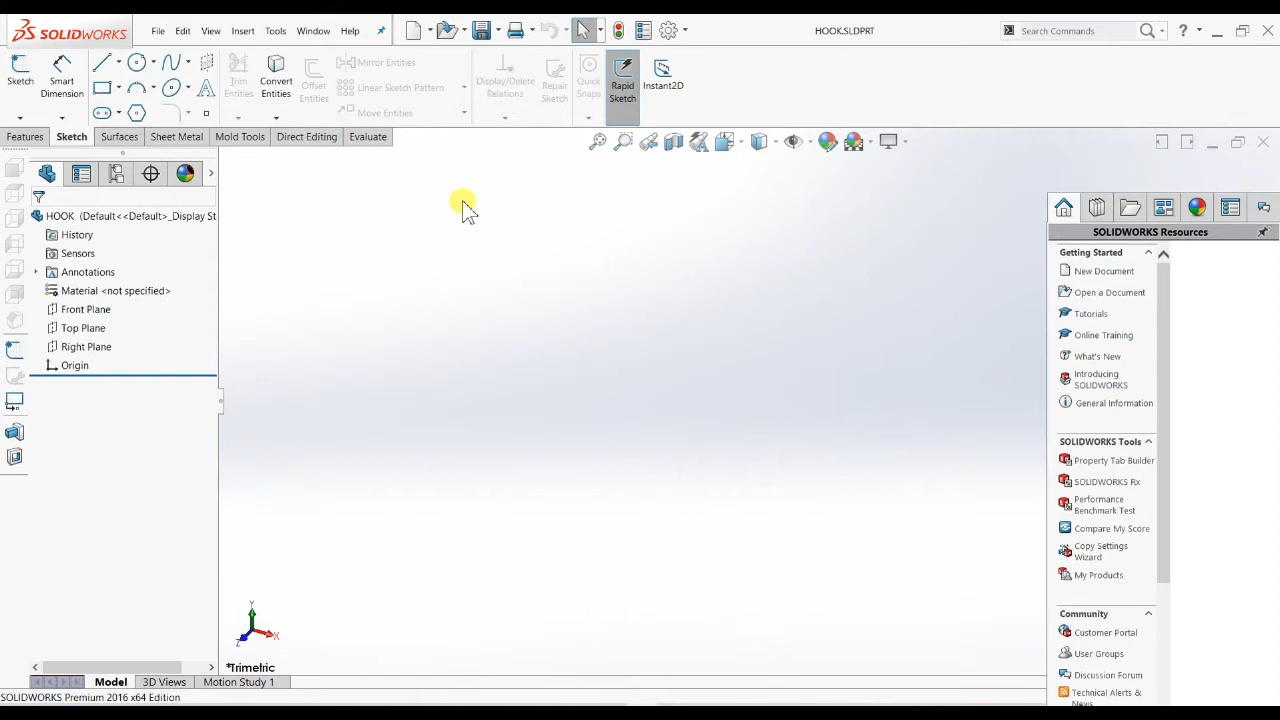 SOLIDWORKS File Edit View Insert Tools Window Help HOOK.SLDPRT Search Commands ?
Sketch Smart Dimension Trim Entities Convert Entities Offset Entities Mirror Entities Linear Sketch Pattern Move Entities Display/Delete Relations Repair Sketch Quick Snaps Rapid Sketch Instant2D
Features Sketch Surfaces Sheet Metal Mold Tools Direct Editing Evaluate
HOOK (Default<<Default>_Display St
History
Sensors
Annotations
Material <not specified>
Front Plane
Top Plane
Right Plane
Origin
SOLIDWORKS Resources
Getting Started
New Document
Open a Document
Tutorials
Online Training
What's New
Introducing SOLIDWORKS
General Information
SOLIDWORKS Tools
Property Tab Builder
SOLIDWORKS Rx
Performance Benchmark Test
Compare My Score
Copy Settings Wizard
My Products
Community
Customer Portal
User Groups
Discussion Forum
Technical Alerts & News
Y
X
Z
*Trimetric
Model 3D Views Motion Study 1
SOLIDWORKS Premium 2016 x64 Edition